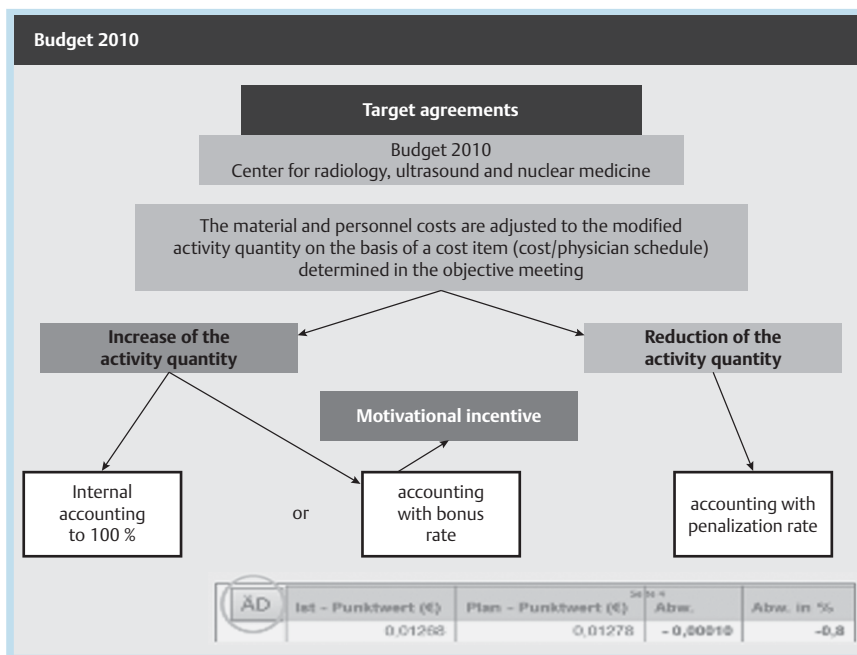 Budget 2010
Target agreements
Budget 2010
Center for radiology, ultrasound and nuclear medicine
The material and personnel costs are adjusted to the modified
activity quantity on the basis of a cost item (cost/physician schedule)
determined in the objective meeting
Increase of the
activity quantity
Reduction of the
activity quantity
Motivational incentive
Internal
accounting
to 100 %
or
accounting
with bonus
rate
accounting with
penalization rate
ÄD Ist – Punktwert (€) Plan – Punktwert (€) Abw. Abw. in %
0,01268 0,01278 - 0,00010 -0,8